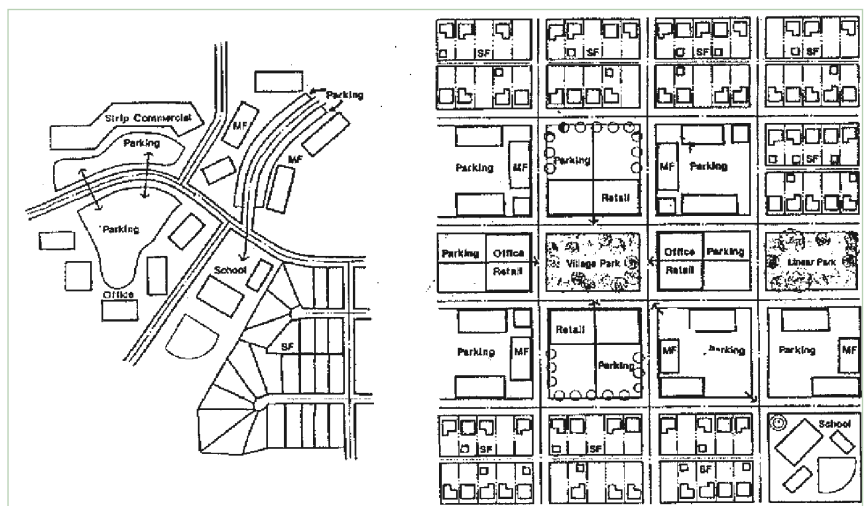 Strip Commercial
Parking
MF
Parking
MF
Parking
Office
School
SF
SF
SF
SF
SF
Parking
MF
Parking
Retail
MF
Parking
SF
Parking
Office
Retail
Village Park
Office
Parking
Retail
Linear Park
Parking
MF
Retail
Parking
MF
Parking
Parking
MF
SF
SF
SF
School